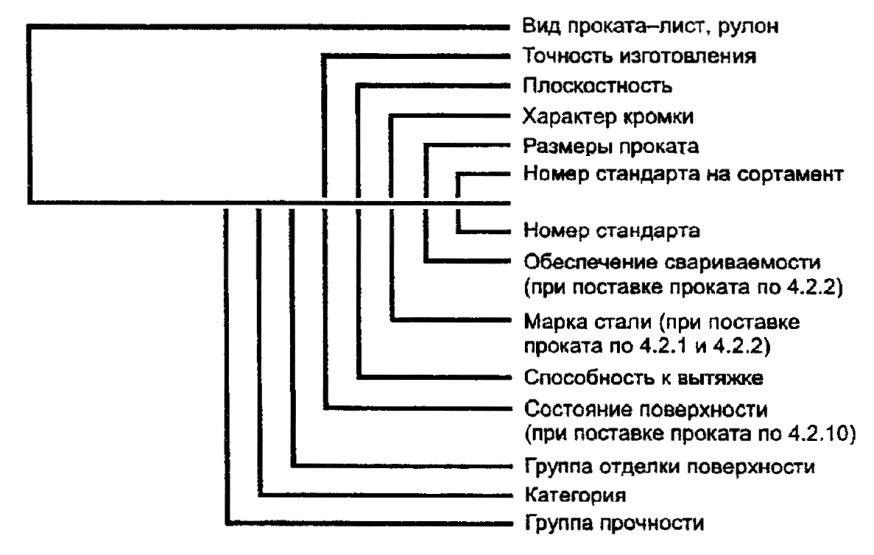 Вид проката–лист, рулон
Точность изготовления
Плоскостность
Характер кромки
Размеры проката
Номер стандарта на сортамент
Номер стандарта
Обеспечение свариваемости
(при поставке проката по 4.2.2)
Марка стали (при поставке
проката по 4.2.1 и 4.2.2)
Способность к вытяжке
Состояние поверхности
(при поставке проката по 4.2.10)
Группа отделки поверхности
Категория
Группа прочности